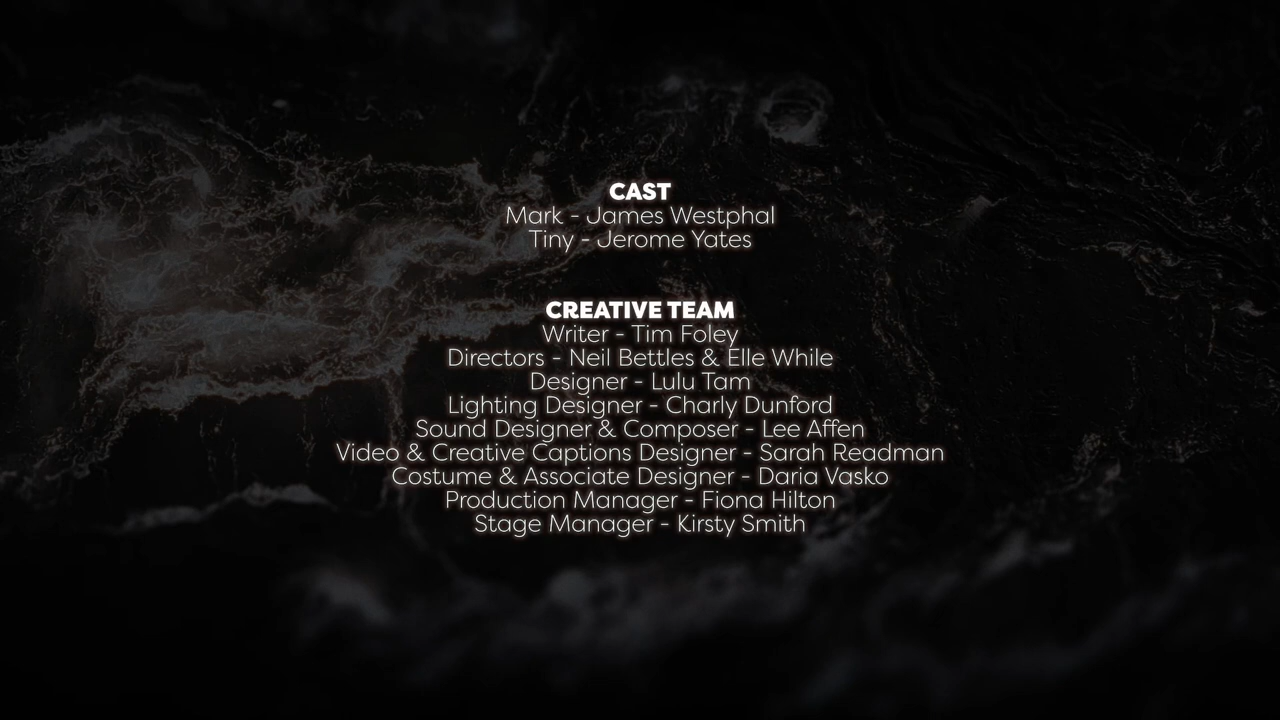 CAST
Mark - James Westphal
Tiny - Jerome Yates
CREATIVE TEAM
Writer - Tim Foley
Directors - Neil Bettles & Elle While
Designer - Lulu Tam
Lighting Designer - Charly Dunford
Sound Designer & Composer - Lee Affen
Video & Creative Captions Designer - Sarah Readman
Costume & Associate Designer - Daria Vasko
Production Manager - Fiona Hilton
Stage Manager - Kirsty Smith